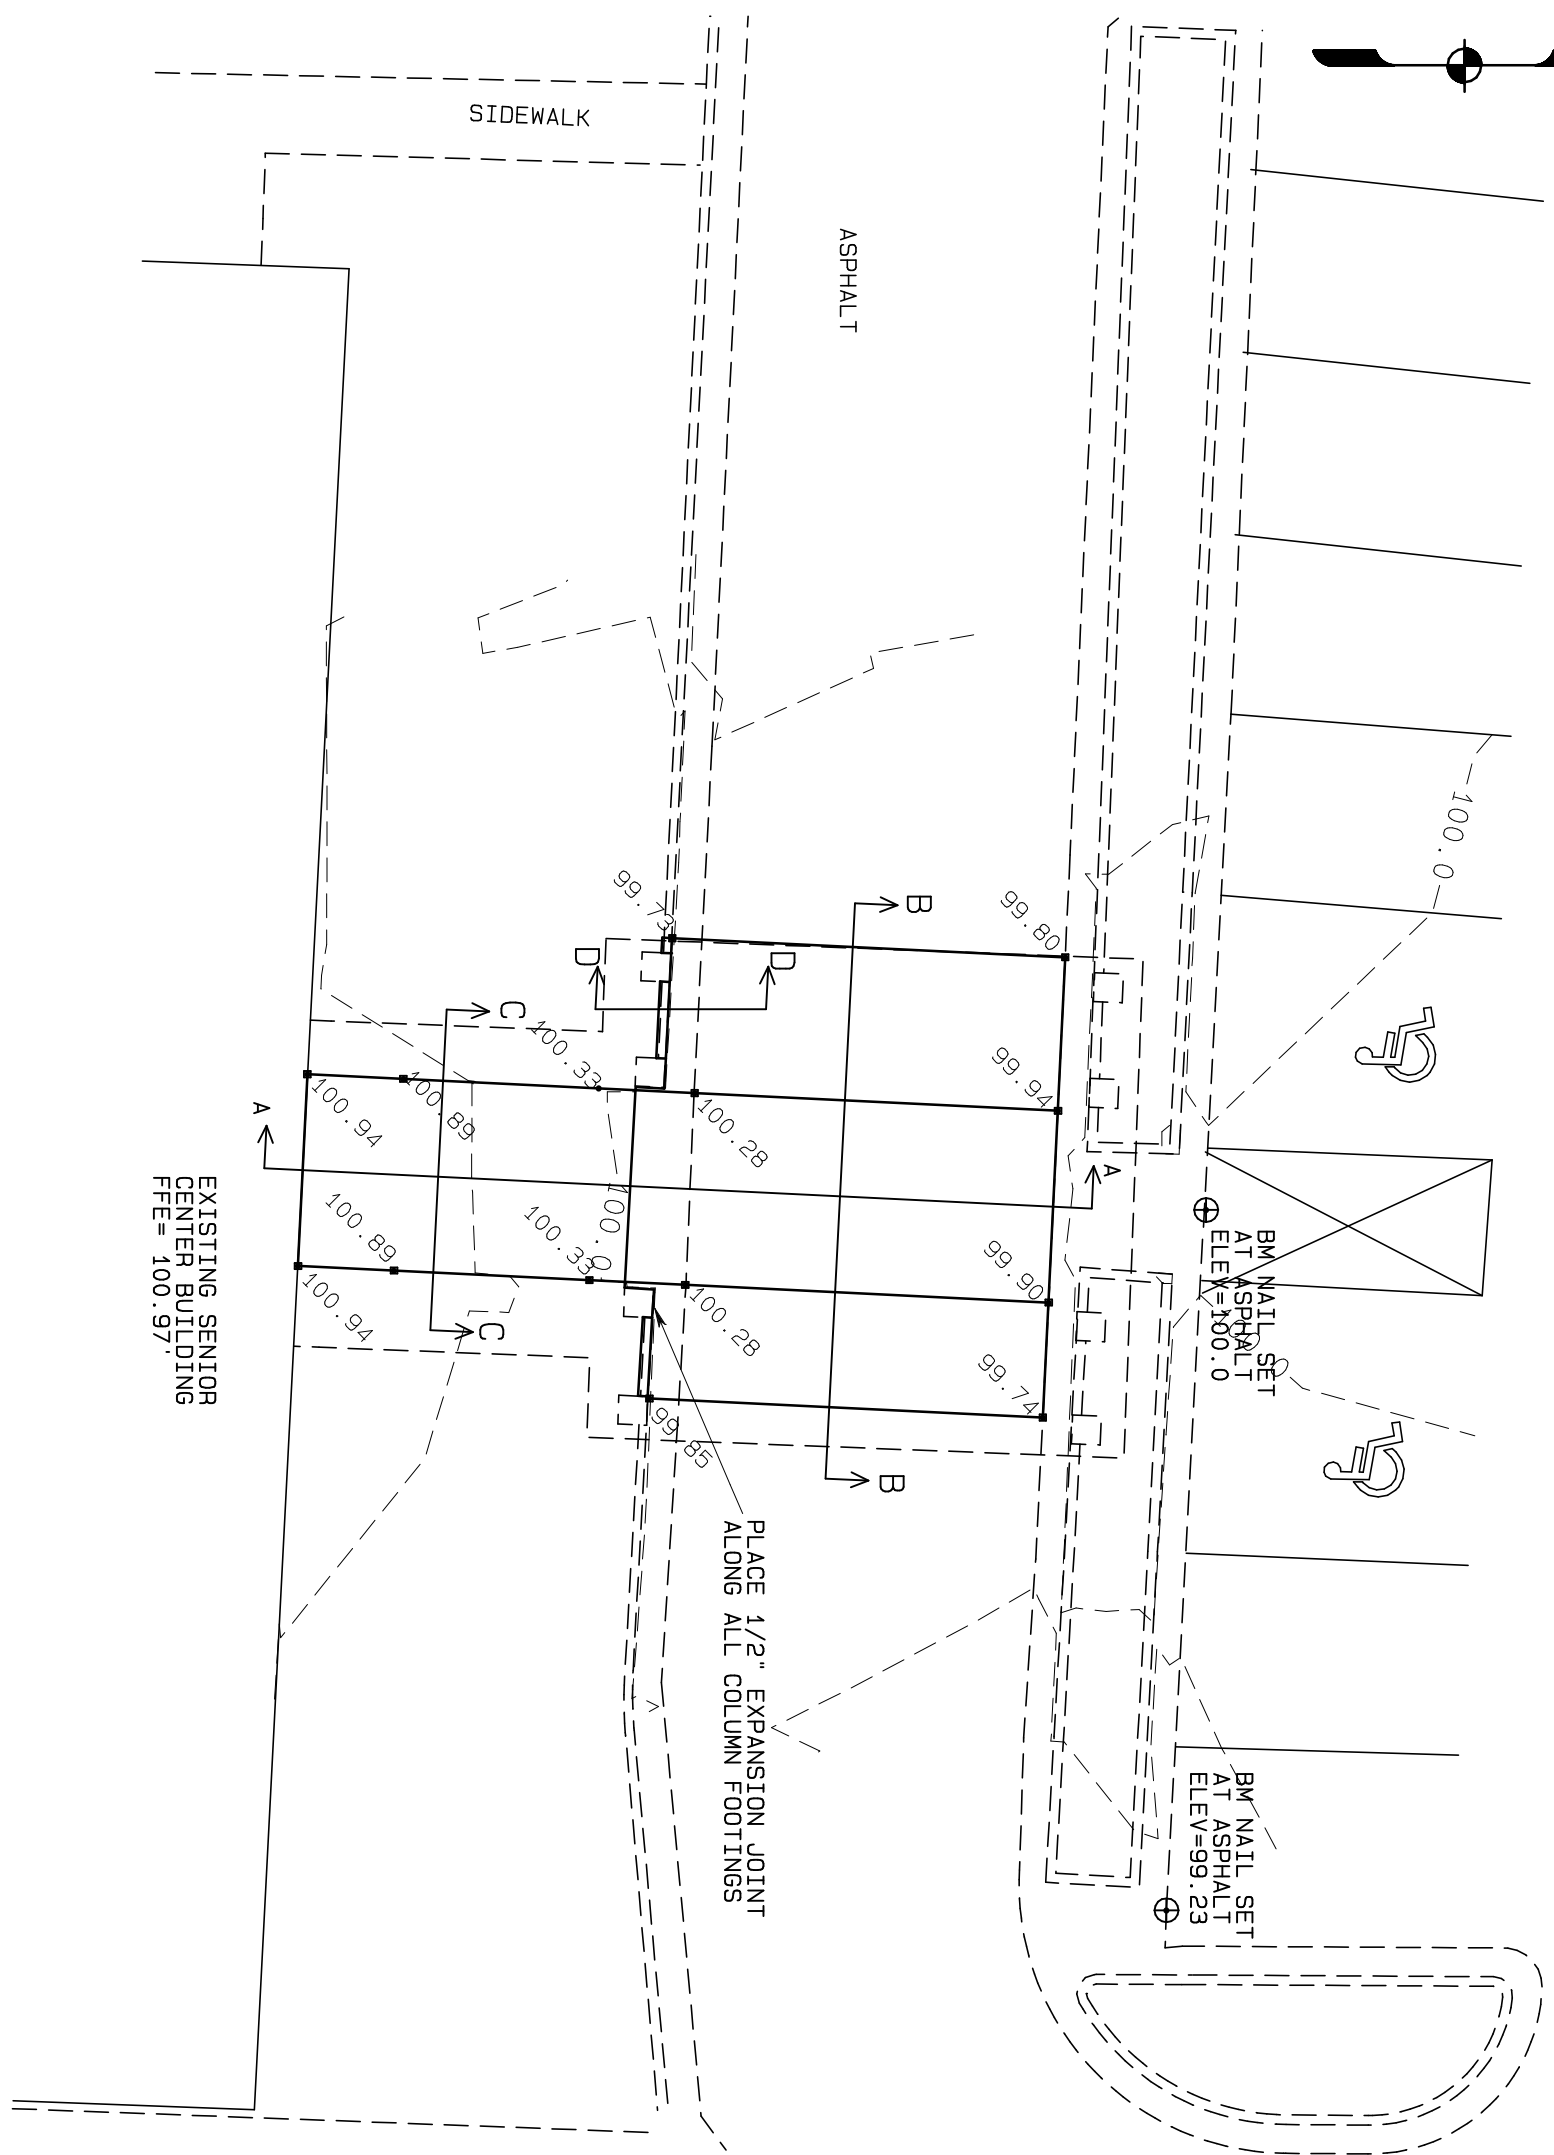 SIDEWALK
ASPHALT
100.0
99.73
99.80
B
B
D
D
C
C
A
A
100.33
99.94
100.94
100.89
100.28
100.0
100.89
100.33
99.90
100.94
100.28
99.74
99.85
EXISTING SENIOR
CENTER BUILDING
FFE= 100.97'
BM NAIL SET
AT ASPHALT
ELEV=100.0
PLACE 1/2" EXPANSION JOINT
ALONG ALL COLUMN FOOTINGS
BM NAIL SET
AT ASPHALT
ELEV=99.23